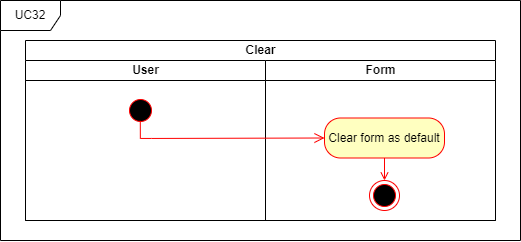 UC32
Clear
User
Form
Clear form as default